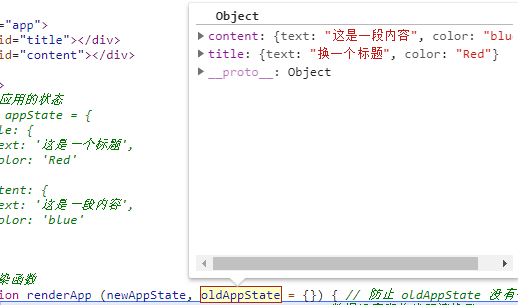 Object
content: {text: "这是一段内容", color: "blu
title: {text: "换一个标题", color: "Red"}
__proto__: Object
="app">
id="title"></div>
id="content"></div>
>
应用的状态
appState = {
le: {
ext: '这是一个标题',
olor: 'Red'
tent: {
ext: '这是一段内容',
olor: 'blue'
染函数
ion renderApp (newAppState, oldAppState = {}) { // 防止 oldAppState 没有